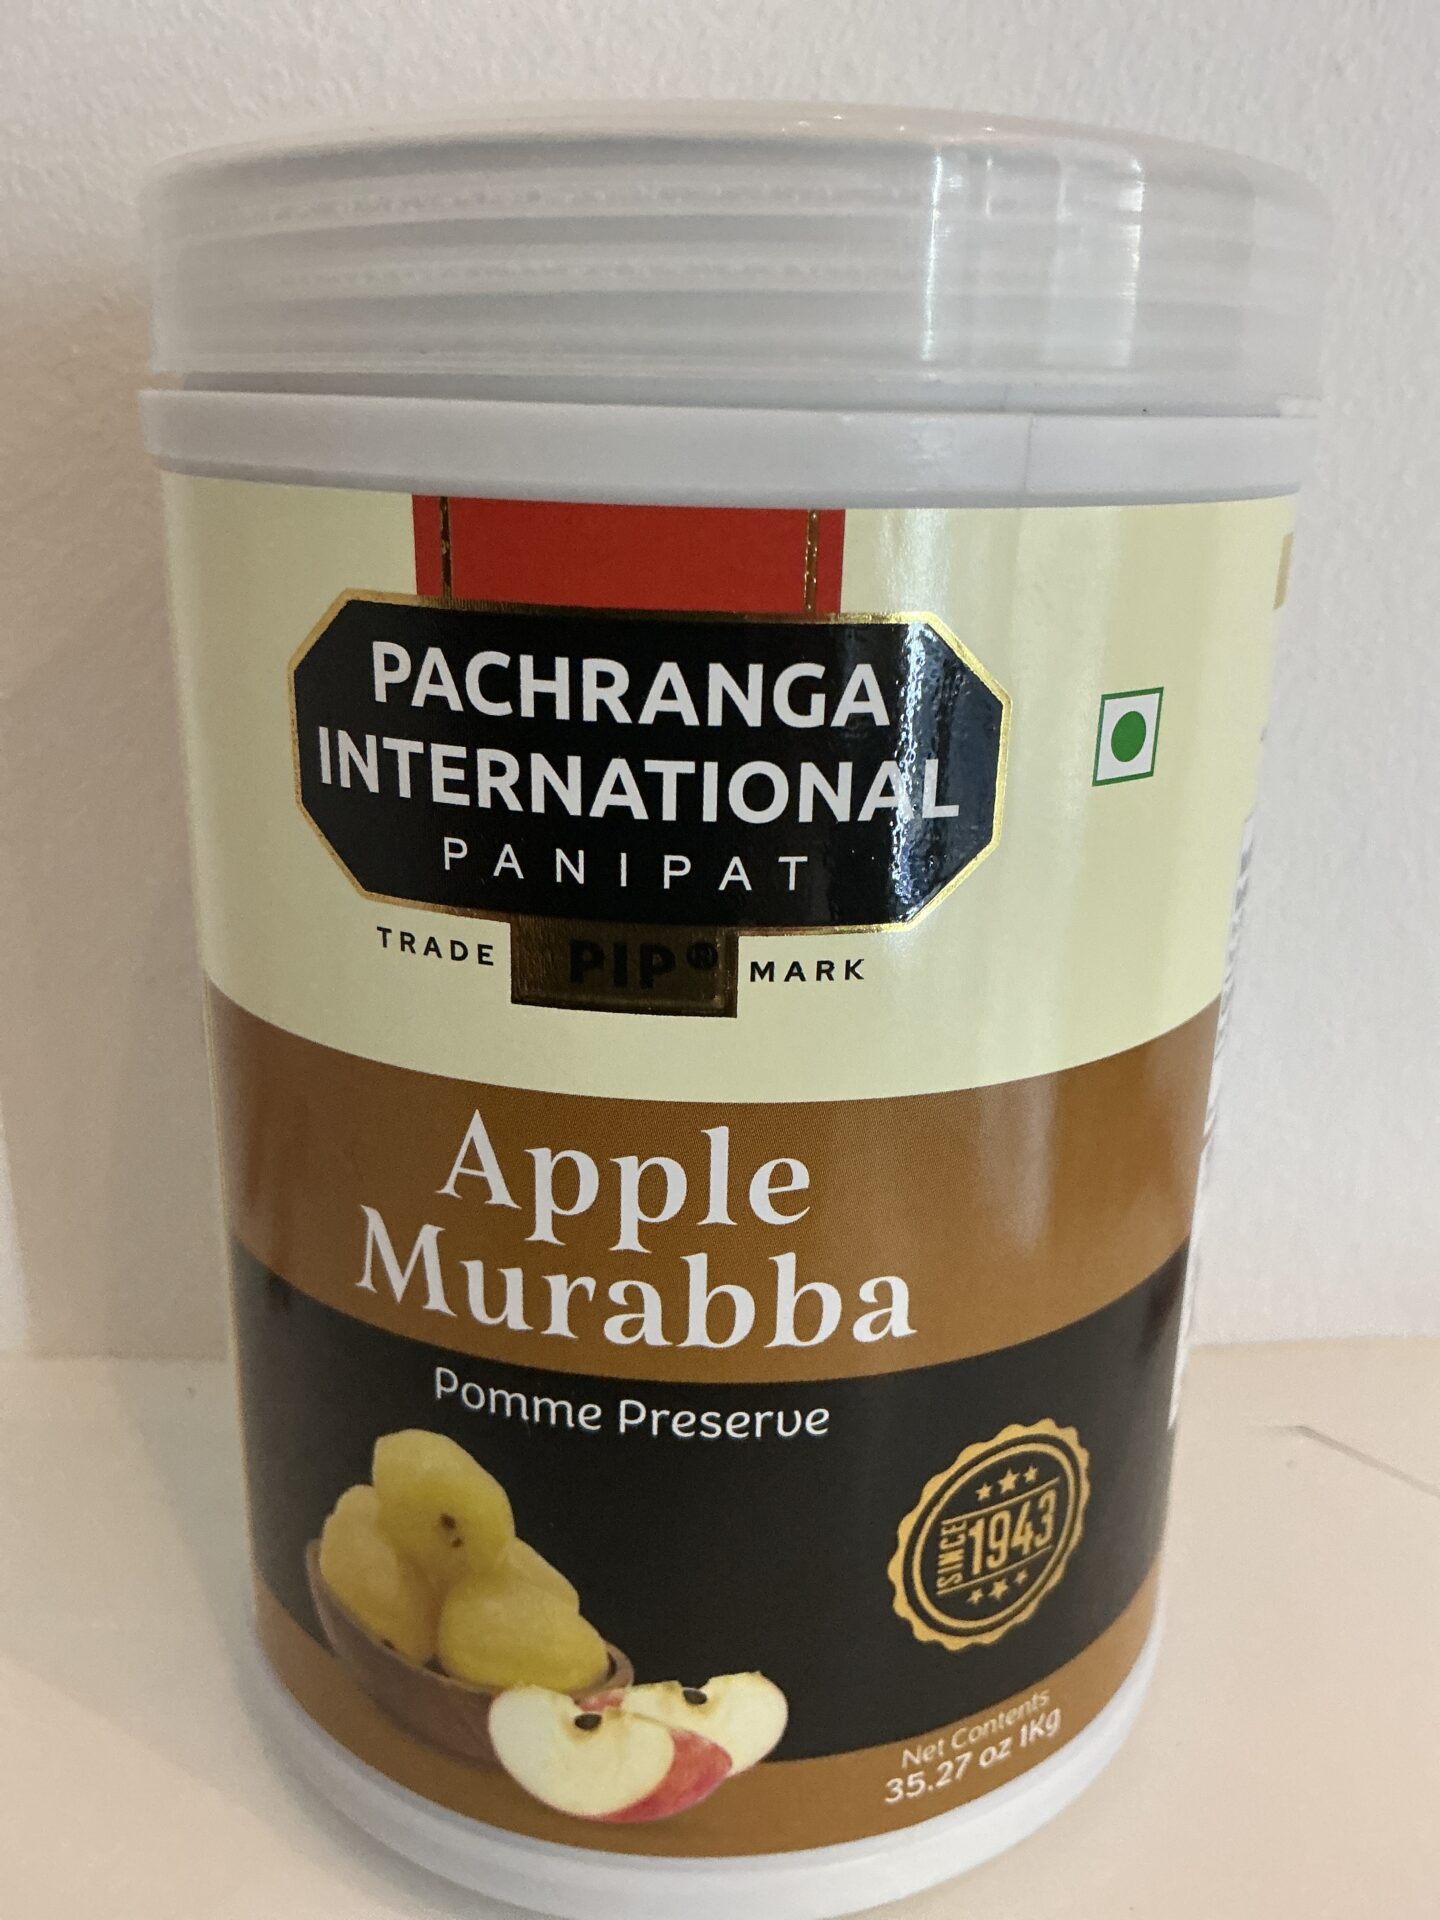 PACHRANGA
INTERNATIONAL
PANIPAT
TRADE PIP® MARK
Apple
Murabba
Pomme Preserve
SINCE 1943
Net Contents
35.27 oz 1Kg